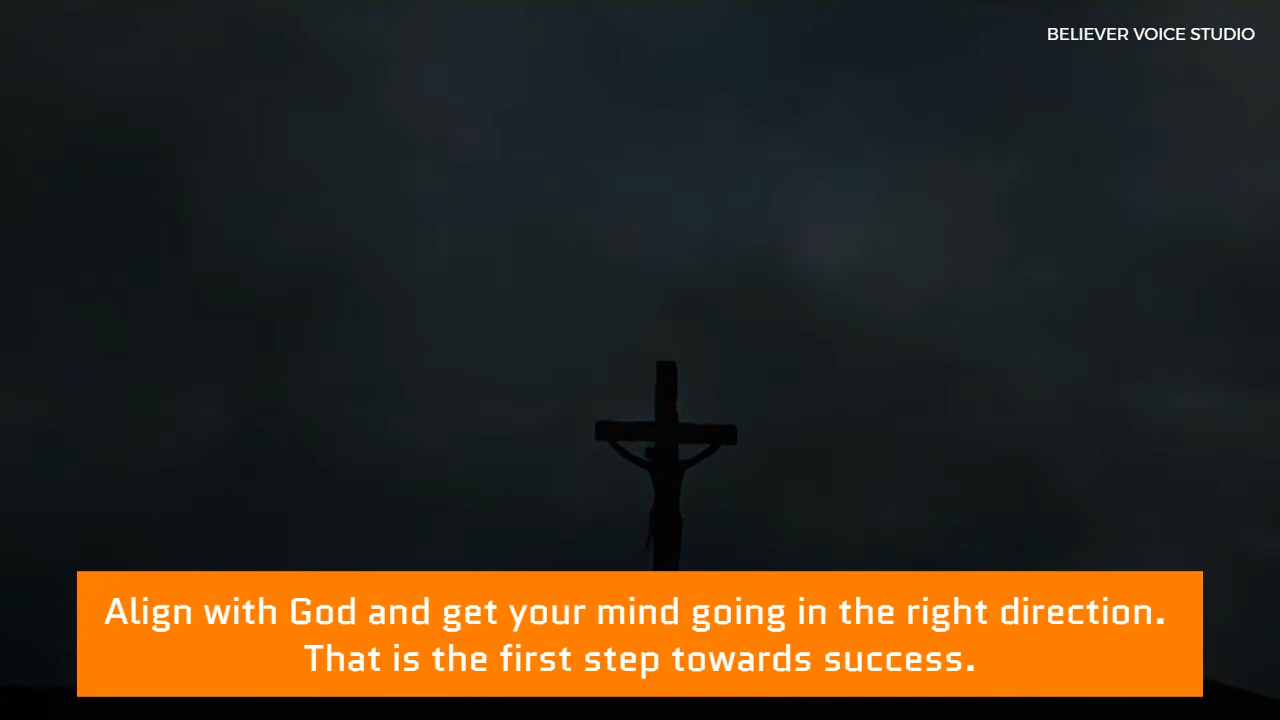 BELIEVER VOICE STUDIO
Align with God and get your mind going in the right direction.
That is the first step towards success.